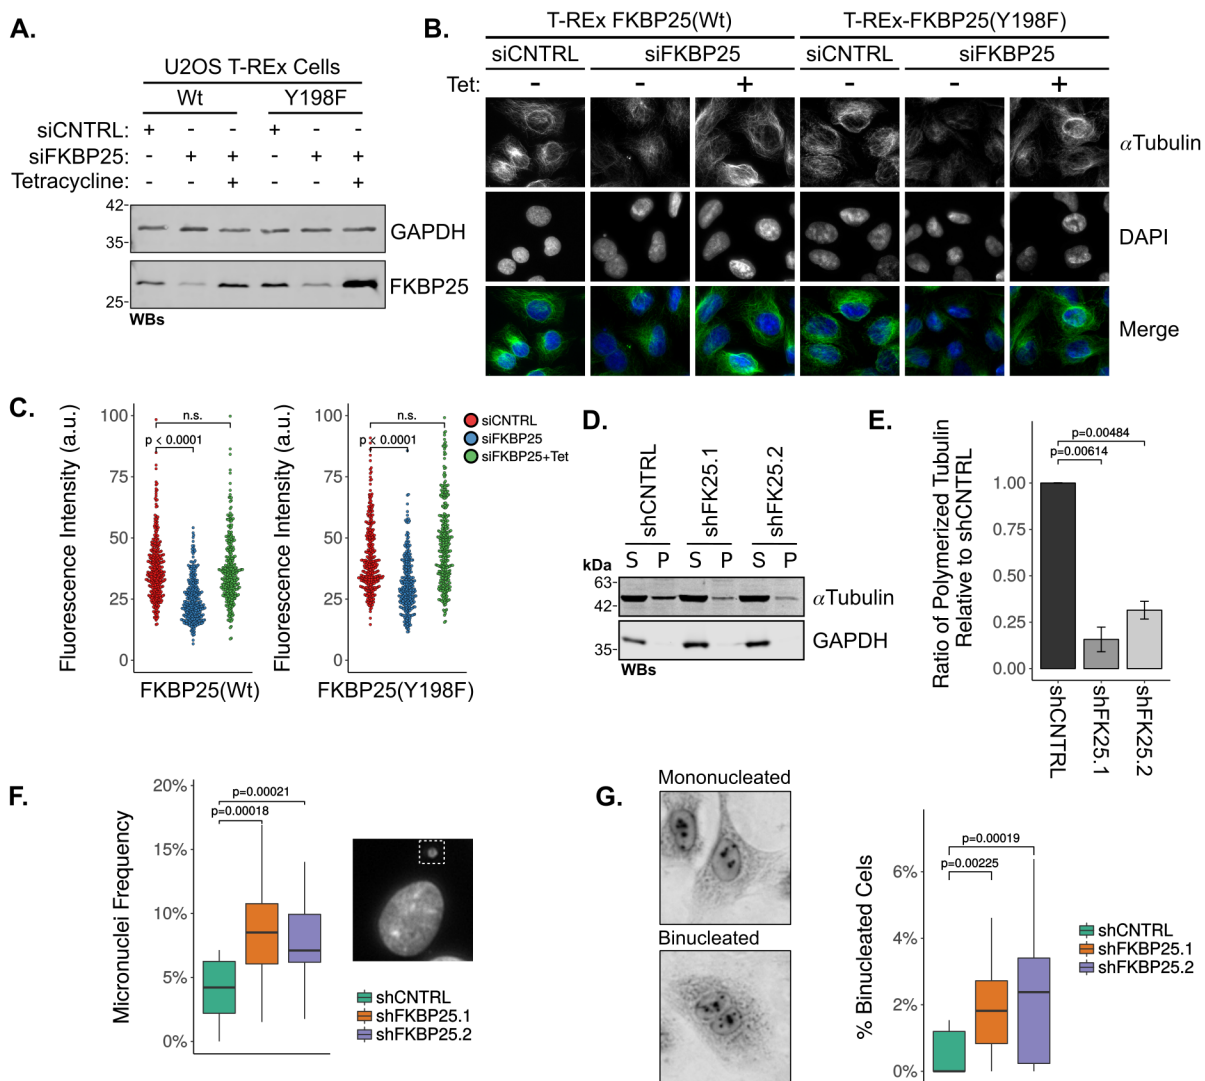 A.
U2OS T-REx Cells
Wt Y198F
siCNTRL: + - - + - -
siFKBP25: - + + - + +
Tetracycline: - - + - - +
42-
35-
GAPDH
25-
FKBP25
WBs
B.
T-REx FKBP25(Wt) T-REx-FKBP25(Y198F)
siCNTRL siFKBP25 siCNTRL siFKBP25
Tet: - - + - - +
αTubulin
DAPI
Merge
C.
Fluorescence Intensity (a.u.)
100
75
50
25
0
n.s.
p < 0.0001
FKBP25(Wt)
Fluorescence Intensity (a.u.)
100
75
50
25
0
n.s.
p < 0.0001
FKBP25(Y198F)
siCNTRL
siFKBP25
siFKBP25+Tet
D.
shCNTRL shFK25.1 shFK25.2
S P S P S P
kDa
63-
42-
αTubulin
35-
GAPDH
WBs
E.
Ratio of Polymerized Tubulin
Relative to shCNTRL
p=0.00484
p=0.00614
1.00
0.75
0.50
0.25
0.00
shCNTRL
shFK25.1
shFK25.2
F.
Micronuclei Frequency
20%
15%
10%
5%
0%
p=0.00021
p=0.00018
shCNTRL
shFKBP25.1
shFKBP25.2
G.
Mononucleated
Binucleated
% Binucleated Cels
6%
4%
2%
0%
p=0.00019
p=0.00225
shCNTRL
shFKBP25.1
shFKBP25.2